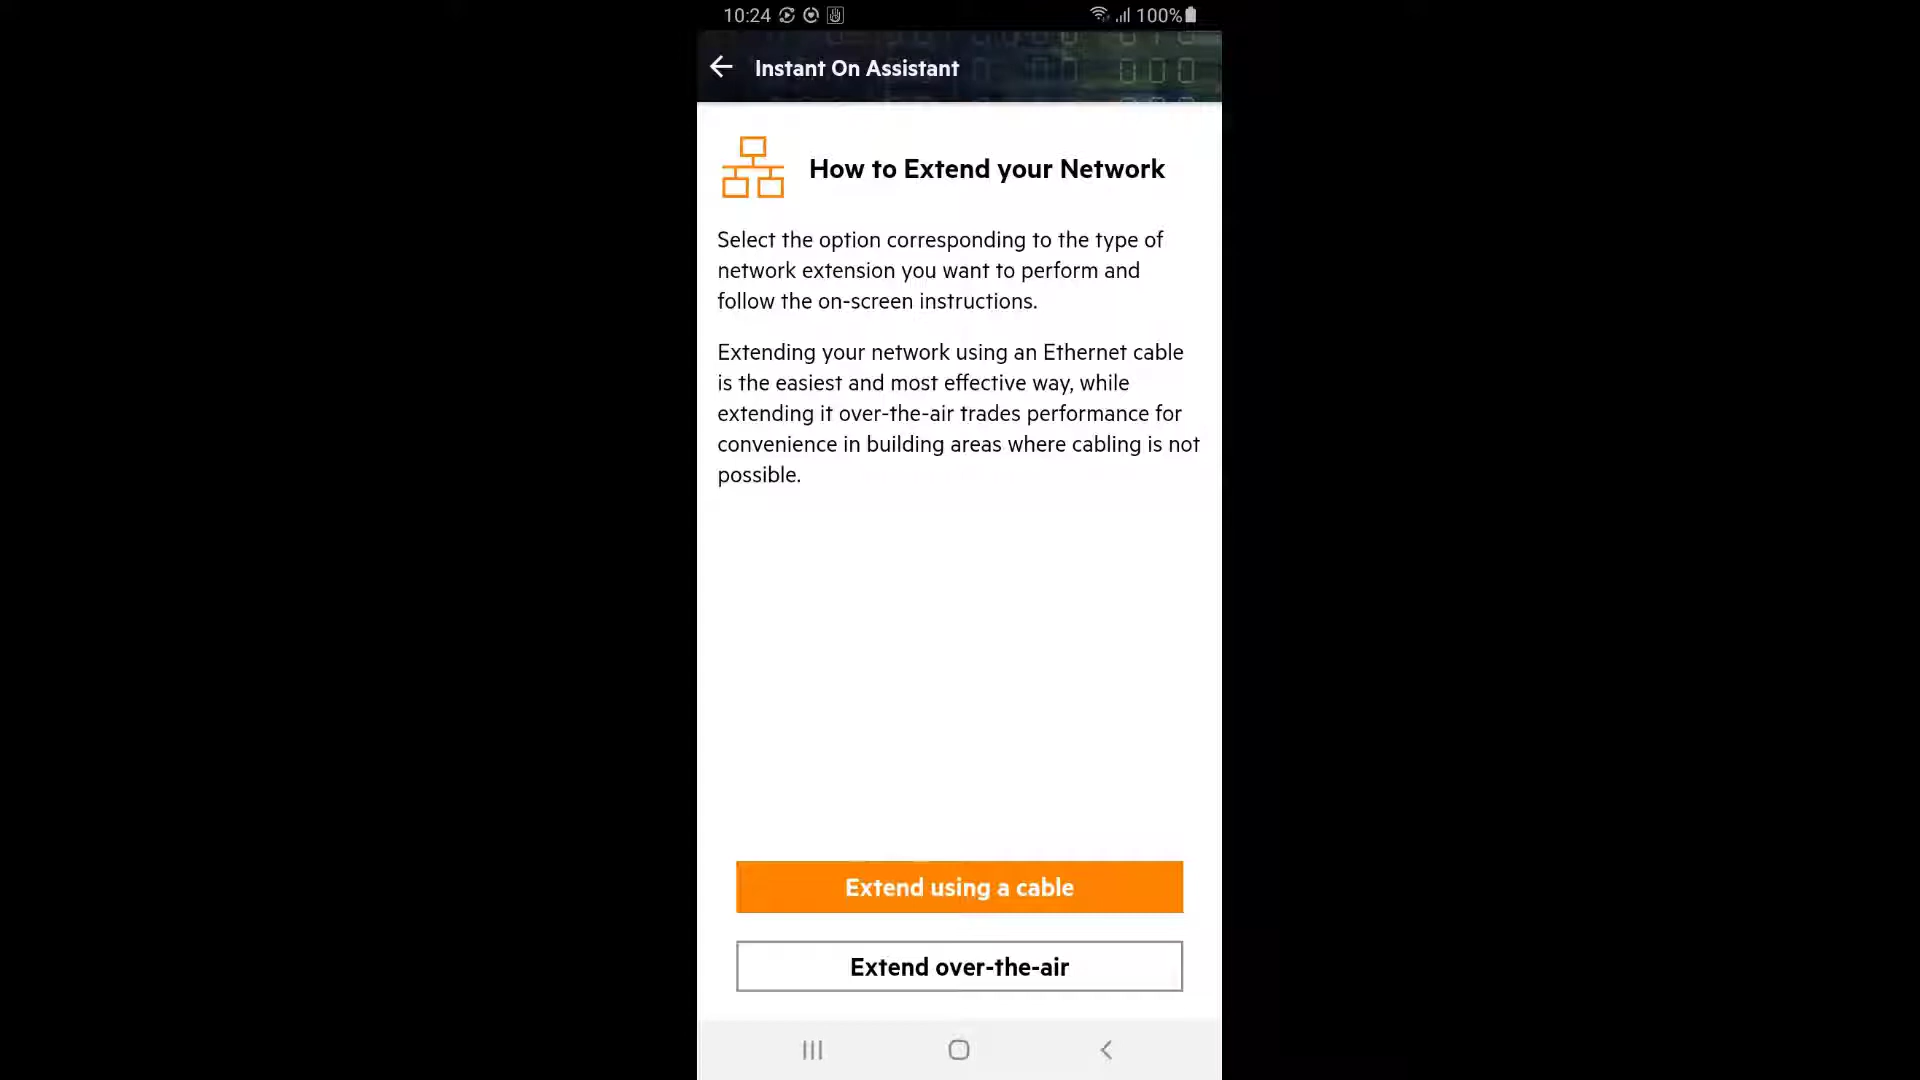 10:24
100%
Instant On Assistant
How to Extend your Network
Select the option corresponding to the type of
network extension you want to perform and
follow the on-screen instructions.
Extending your network using an Ethernet cable
is the easiest and most effective way, while
extending it over-the-air trades performance for
convenience in building areas where cabling is not
possible.
Extend using a cable
Extend over-the-air